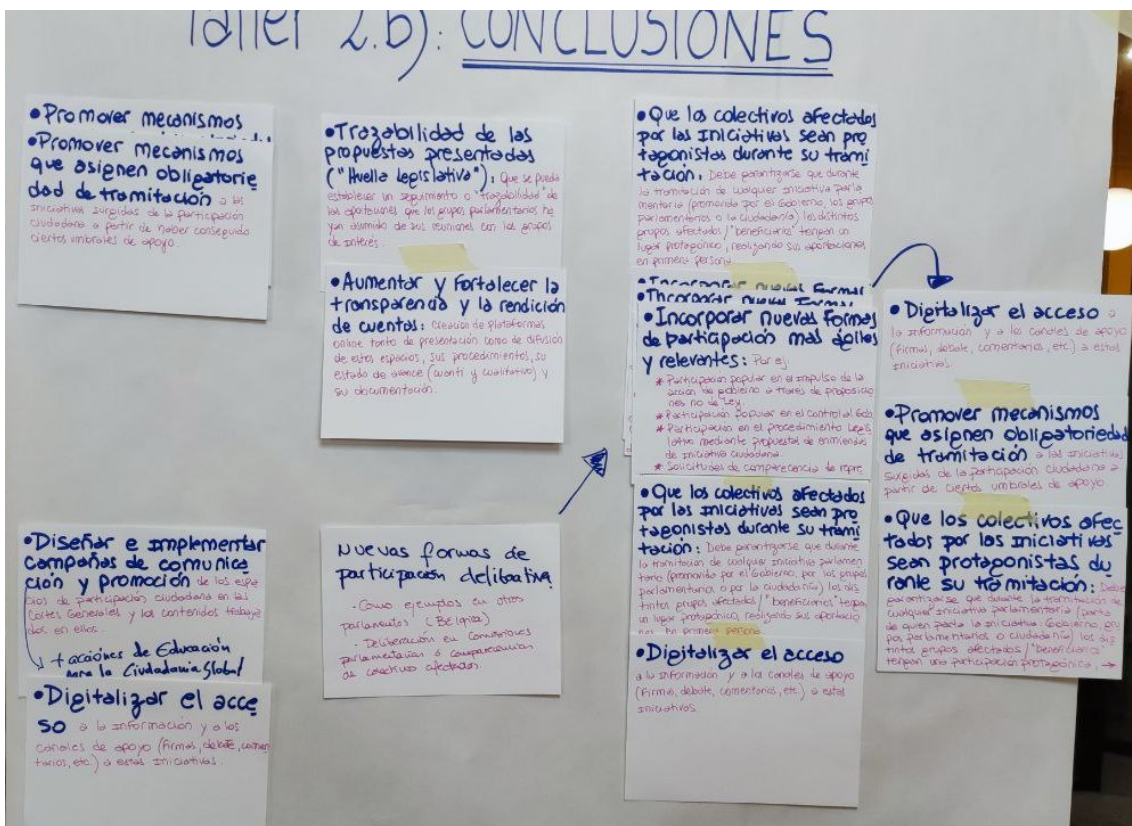 Taller 2.b): CONCLUSIONES
•Promover mecanismos
•Promover mecanismos
que asignen obligatorie
dad de tramitación a las
iniciativas surgidas de la participación
ciudadana a partir de haber conseguido
ciertos umbrales de apoyo.
•Diseñar e implementar
campañas de comunica
ción y promoción de los espa
cios de participación ciudadana en las
Cortes Generales y los contenidos trabaja
dos en ellos.
+ acciones de Educación
para la Ciudadanía Global
•Digitalizar el acce
so a la información y a los
canales de apoyo (firmas, debate, comen
tarios, etc.) a estas iniciativas.
•Trazabilidad de las
propuestas presentadas
("Huella legislativa"): Que se pueda
establecer un seguimiento o "trazabilidad" de
las aportaciones que los grupos parlamentarios ha
yan asumido de sus reuniones con los grupos
de interés.
•Aumentar y Fortalecer la
transparencia y la rendición
de cuentas: Creación de plataformas
online tanto de presentación como de difusión
de estos espacios, sus procedimientos, su
estado de avance (cuanti y cualitativo) y
su documentación.
Nuevas formas de
participación deliberativa
- Como ejemplos en otros
parlamentos (Bélgica)
- Deliberación en comisiones
parlamentarias o comparecencias
de colectivos afectados.
•Que los colectivos afectados
por las iniciativas sean pro
tagonistas durante su trami
tación. Debe garantizarse que durante
la tramitación de cualquier iniciativa parla
mentaria (promovida por el Gobierno, los grupos
parlamentarios o la ciudadanía) los distintos
grupos afectados/"beneficiarios" tengan un
lugar protagónico, realizando sus aportaciones
en primera persona.
•Incorporar nuevas Formas
•Incorporar nuevas Formas
•Incorporar nuevas Formas
de participación más ágiles
y relevantes: Por ej:
* Participación popular en el impulso de la
acción de gobierno a través de proposicio
nes no de Ley.
* Participación popular en el control al Gob.
* Participación en el procedimiento Legis
lativo mediante propuestas de enmiendas
de iniciativa ciudadana.
* Solicitudes de comparecencia de repre
•Que los colectivos afectados
por las iniciativas sean pro
tagonistas durante su trami
tación: Debe garantizarse que durante
la tramitación de cualquier iniciativa parlamen
taria (promovida por el Gobierno, por los grupos
parlamentarios o por la ciudadanía) los dis
tintos grupos afectados/"beneficiarios" tengan
un lugar protagónico, realizando sus aportacio
nes en primera persona
•Digitalizar el acceso
a la información y a los canales de apoyo
(Firmas, debate, comentarios, etc.) a estas
iniciativas.
•Digitalizar el acceso a
la información y a los canales de apoyo
(firmas, debate, comentarios, etc.) a estas
iniciativas.
•Promover mecanismos
que asignen obligatoriedad
de tramitación a las iniciativas
surgidas de la participación ciudadana a
partir de ciertos umbrales de apoyo.
•Que los colectivos afec
tados por las iniciativas
sean protagonistas du
rante su tramitación: Debe
garantizarse que durante la tramitación de
cualquier iniciativa parlamentaria (parta
de quien parta la iniciativa: Gobierno, gru
pos parlamentarios o ciudadanía) los dis
tintos grupos afectados/"beneficiarios"
tengan una participación protagónica, →